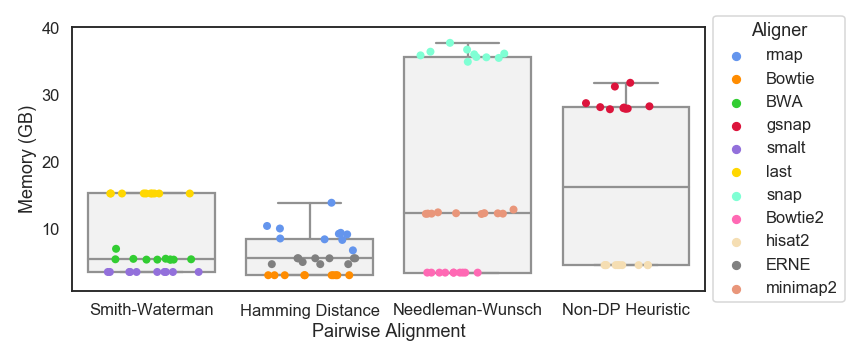 40
30
20
10
Memory (GB)
Smith-Waterman
Hamming Distance
Needleman-Wunsch
Non-DP Heuristic
Pairwise Alignment
Aligner
rmap
Bowtie
BWA
gsnap
smalt
last
snap
Bowtie2
hisat2
ERNE
minimap2